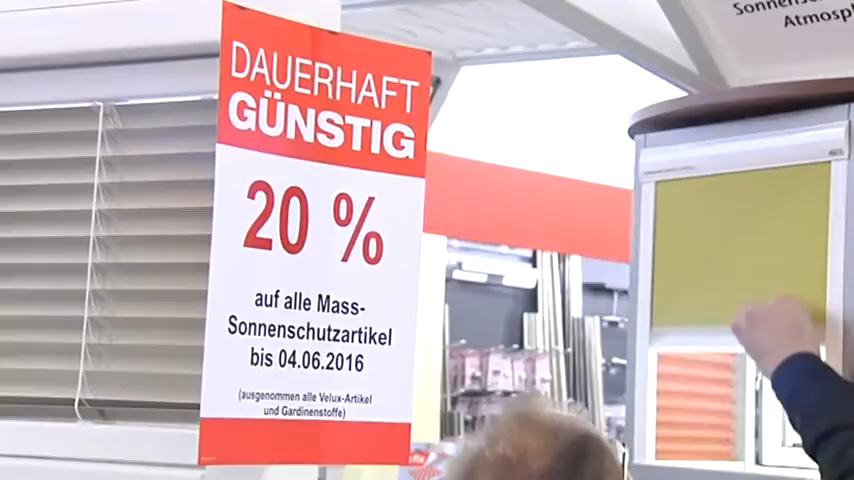 DAUERHAFT
GÜNSTIG
20 %
auf alle Mass-
Sonnenschutzartikel
bis 04.06.2016
(ausgenommen alle Velux-Artikel
und Gardinenstoffe)